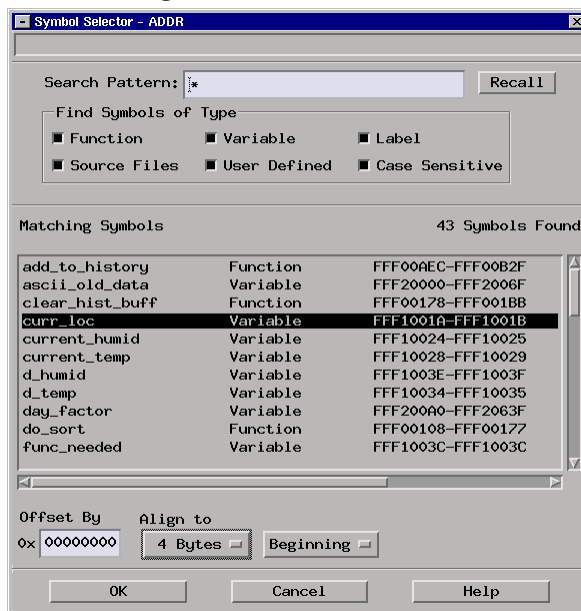 Symbol Selector - ADDR
Search Pattern: * Recall
Find Symbols of Type
Function Variable Label
Source Files User Defined Case Sensitive
Matching Symbols 43 Symbols Found
add_to_history Function FFF00AEC-FFF00B2F
ascii_old_data Variable FFF20000-FFF2006F
clear_hist_buff Function FFF00178-FFF001BB
curr_loc Variable FFF1001A-FFF1001B
current_humid Variable FFF10024-FFF10025
current_temp Variable FFF10028-FFF10029
d_humid Variable FFF1003E-FFF1003F
d_temp Variable FFF10034-FFF10035
day_factor Variable FFF200A0-FFF2063F
do_sort Function FFF00108-FFF00177
func_needed Variable FFF1003C-FFF1003C
Offset By Align to
0x 00000000 4 Bytes Beginning
OK Cancel Help